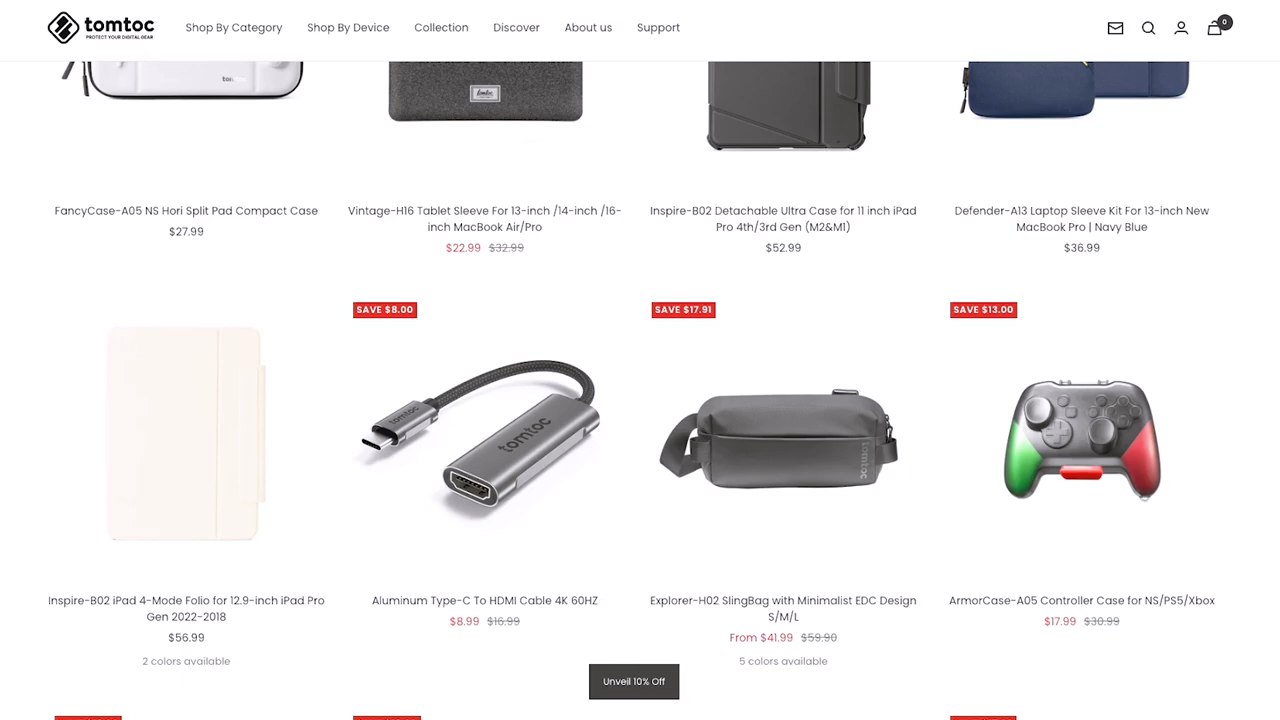 tomtoc
PROTECT YOUR DIGITAL GEAR
Shop By Category
Shop By Device
Collection
Discover
About us
Support
0
tomtoc
FancyCase-A05 NS Hori Split Pad Compact Case
$27.99
Vintage-H16 Tablet Sleeve For 13-inch /14-inch /16-
inch MacBook Air/Pro
$22.99 $32.99
Inspire-B02 Detachable Ultra Case for 11 inch iPad
Pro 4th/3rd Gen (M2&M1)
$52.99
Defender-A13 Laptop Sleeve Kit For 13-inch New
MacBook Pro | Navy Blue
$36.99
SAVE $8.00
SAVE $17.91
SAVE $13.00
tomtoc
tomtoc
tomtoc
Inspire-B02 iPad 4-Mode Folio for 12.9-inch iPad Pro
Gen 2022-2018
$56.99
2 colors available
Aluminum Type-C To HDMI Cable 4K 60HZ
$8.99 $16.99
Explorer-H02 SlingBag with Minimalist EDC Design
S/M/L
From $41.99 $59.90
5 colors available
ArmorCase-A05 Controller Case for NS/PS5/Xbox
$17.99 $30.99
Unveil 10% Off